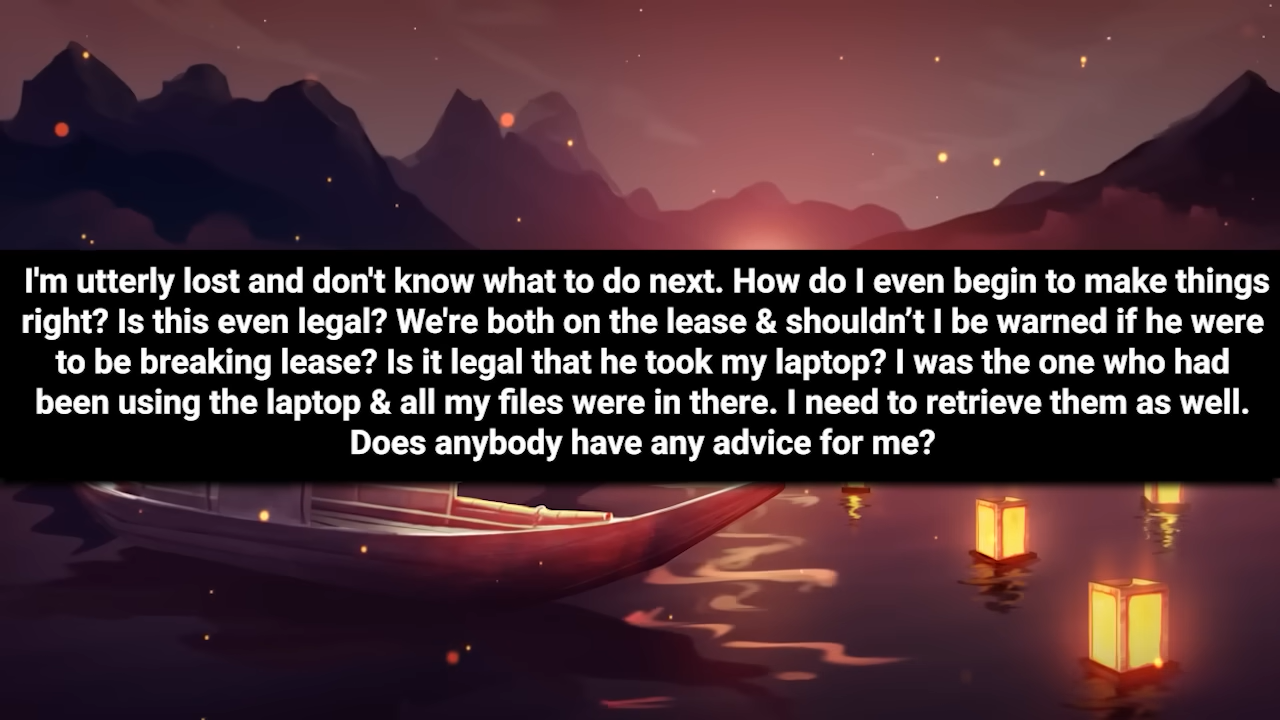 I'm utterly lost and don't know what to do next. How do I even begin to make things
right? Is this even legal? We're both on the lease & shouldn’t I be warned if he were
to be breaking lease? Is it legal that he took my laptop? I was the one who had
been using the laptop & all my files were in there. I need to retrieve them as well.
Does anybody have any advice for me?